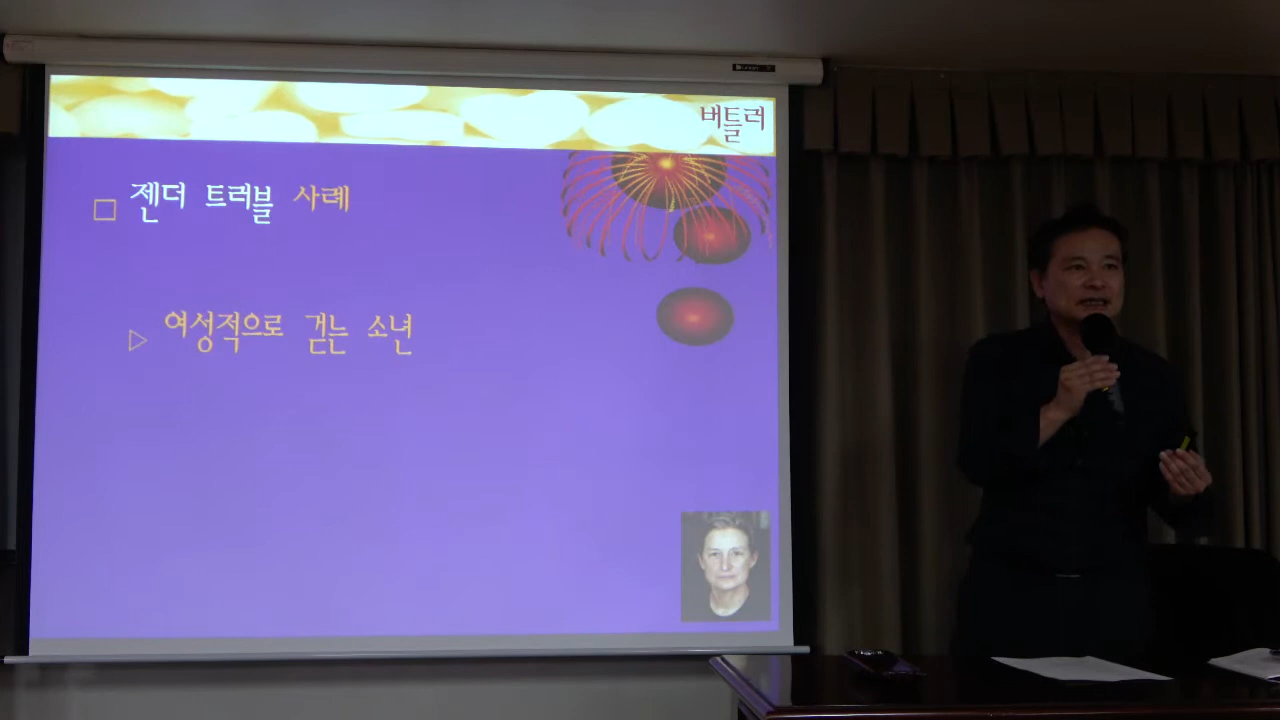 버틀러
젠더 트러블 사례
여성적으로 걷는 소년